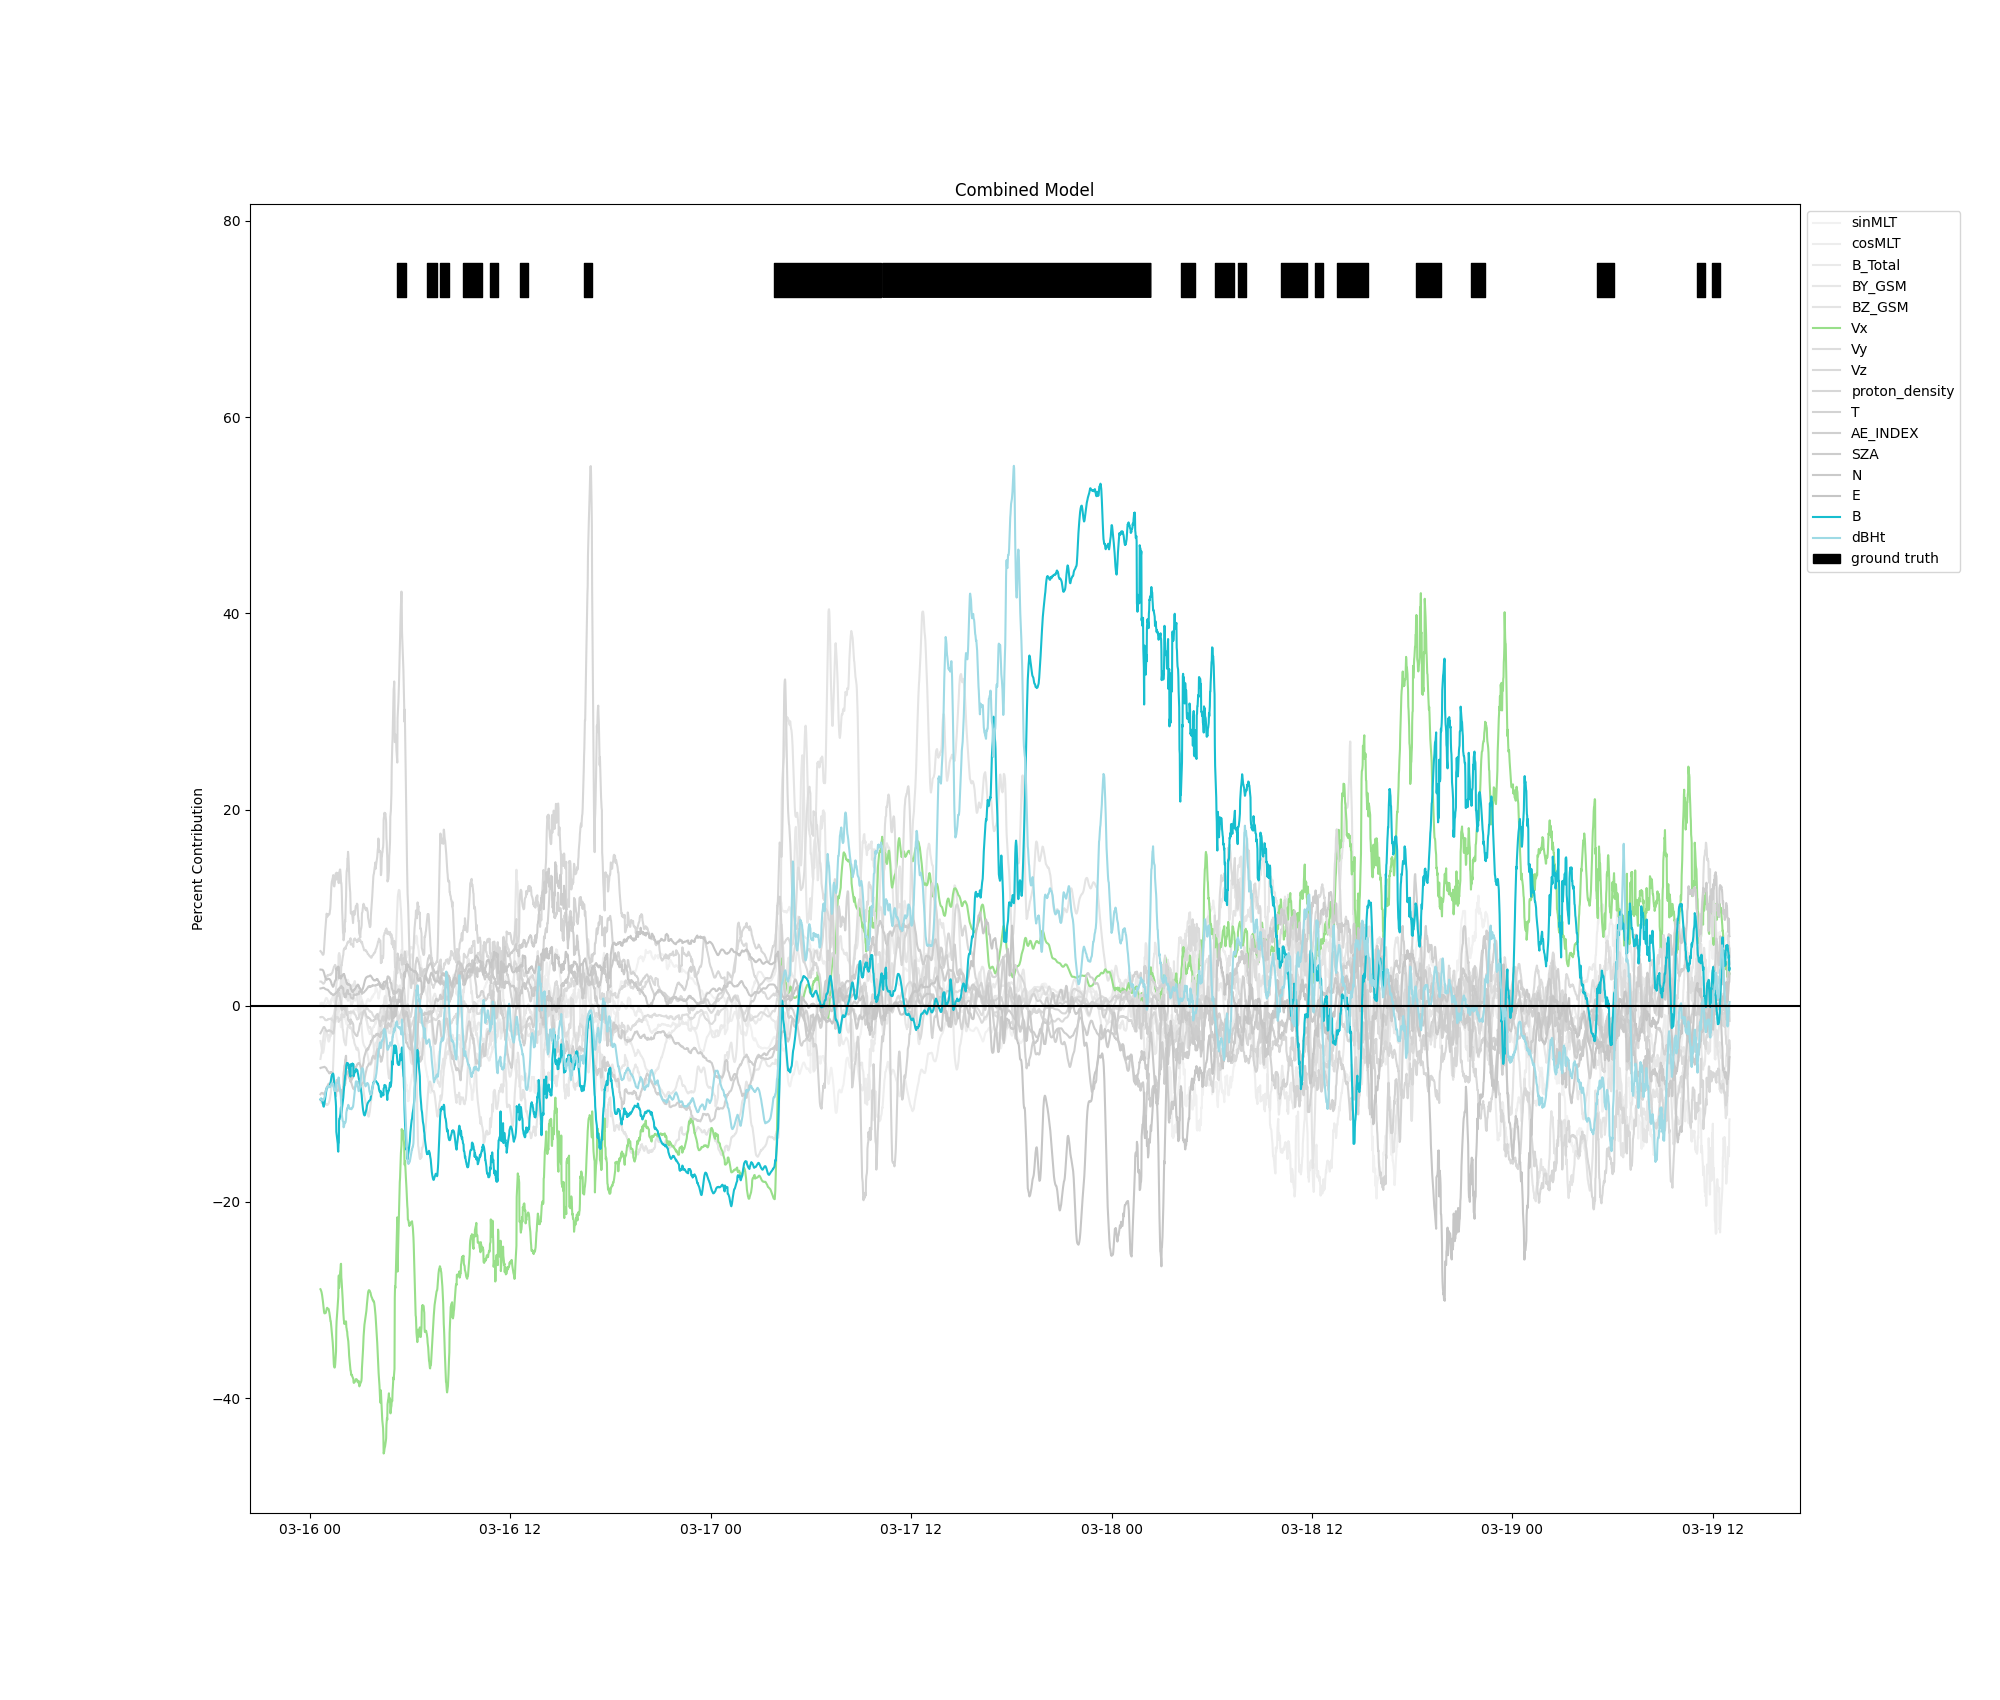 Combined Model
80
60
40
20
0
−20
−40
Percent Contribution
03-16 00
03-16 12
03-17 00
03-17 12
03-18 00
03-18 12
03-19 00
03-19 12
sinMLT
cosMLT
B_Total
BY_GSM
BZ_GSM
Vx
Vy
Vz
proton_density
T
AE_INDEX
SZA
N
E
B
dBHt
ground truth